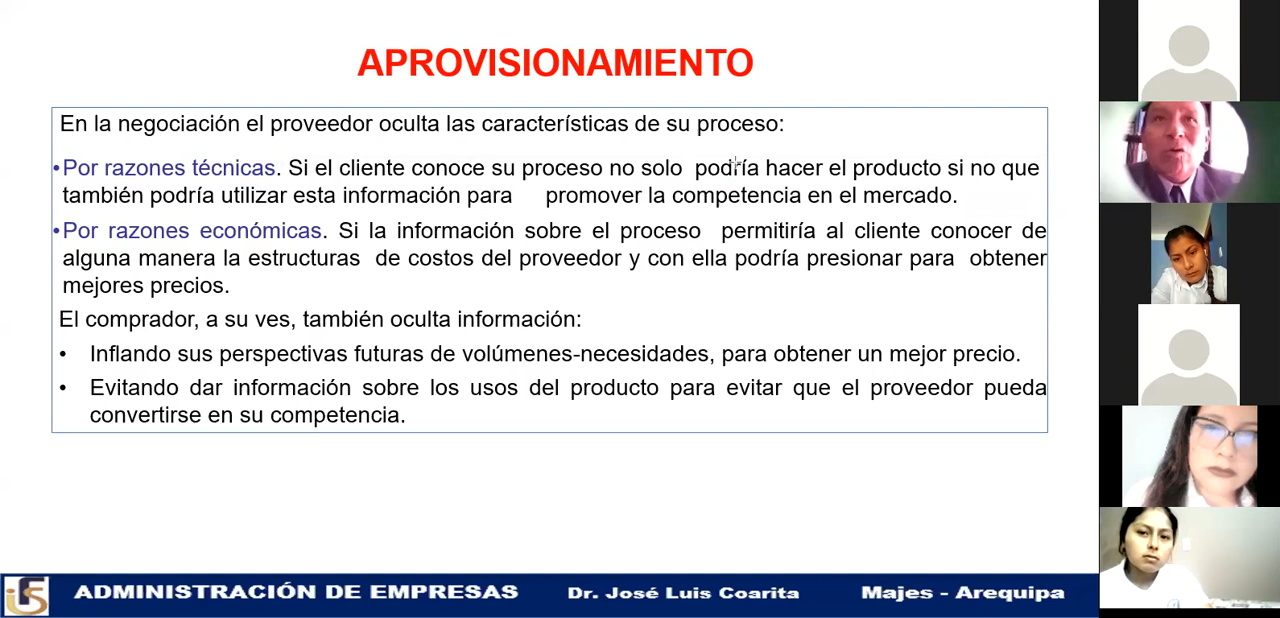 APROVISIONAMIENTO
En la negociación el proveedor oculta las características de su proceso:
•Por razones técnicas. Si el cliente conoce su proceso no solo podría hacer el producto si no que
también podría utilizar esta información para promover la competencia en el mercado.
•Por razones económicas. Si la información sobre el proceso permitiría al cliente conocer de
alguna manera la estructuras de costos del proveedor y con ella podría presionar para obtener
mejores precios.
El comprador, a su ves, también oculta información:
• Inflando sus perspectivas futuras de volúmenes-necesidades, para obtener un mejor precio.
• Evitando dar información sobre los usos del producto para evitar que el proveedor pueda
convertirse en su competencia.
ADMINISTRACIÓN DE EMPRESAS Dr. José Luis Coarita Majes - Arequipa